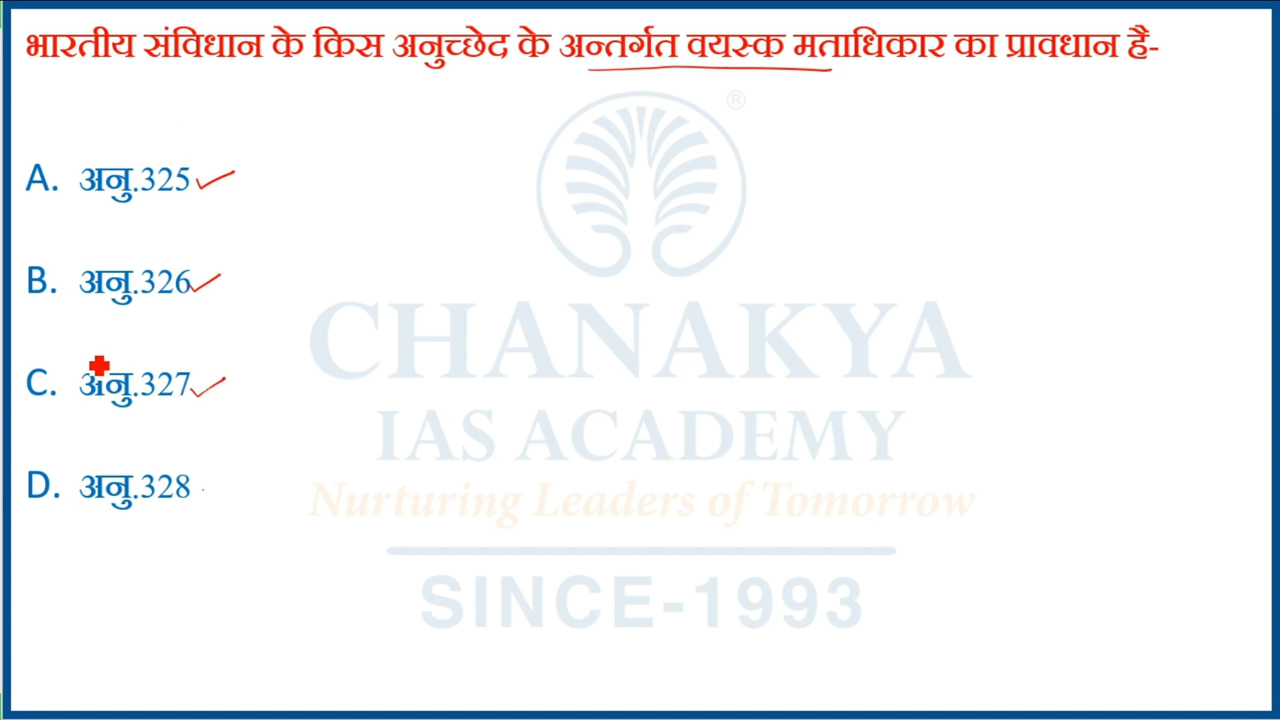 भारतीय संविधान के किस अनुच्छेद के अन्तर्गत वयस्क मताधिकार का प्रावधान है-
A. अनु.325
B. अनु.326
C. अनु.327
D. अनु.328
®
CHANAKYA
IAS ACADEMY
Nurturing Leaders of Tomorrow
SINCE-1993